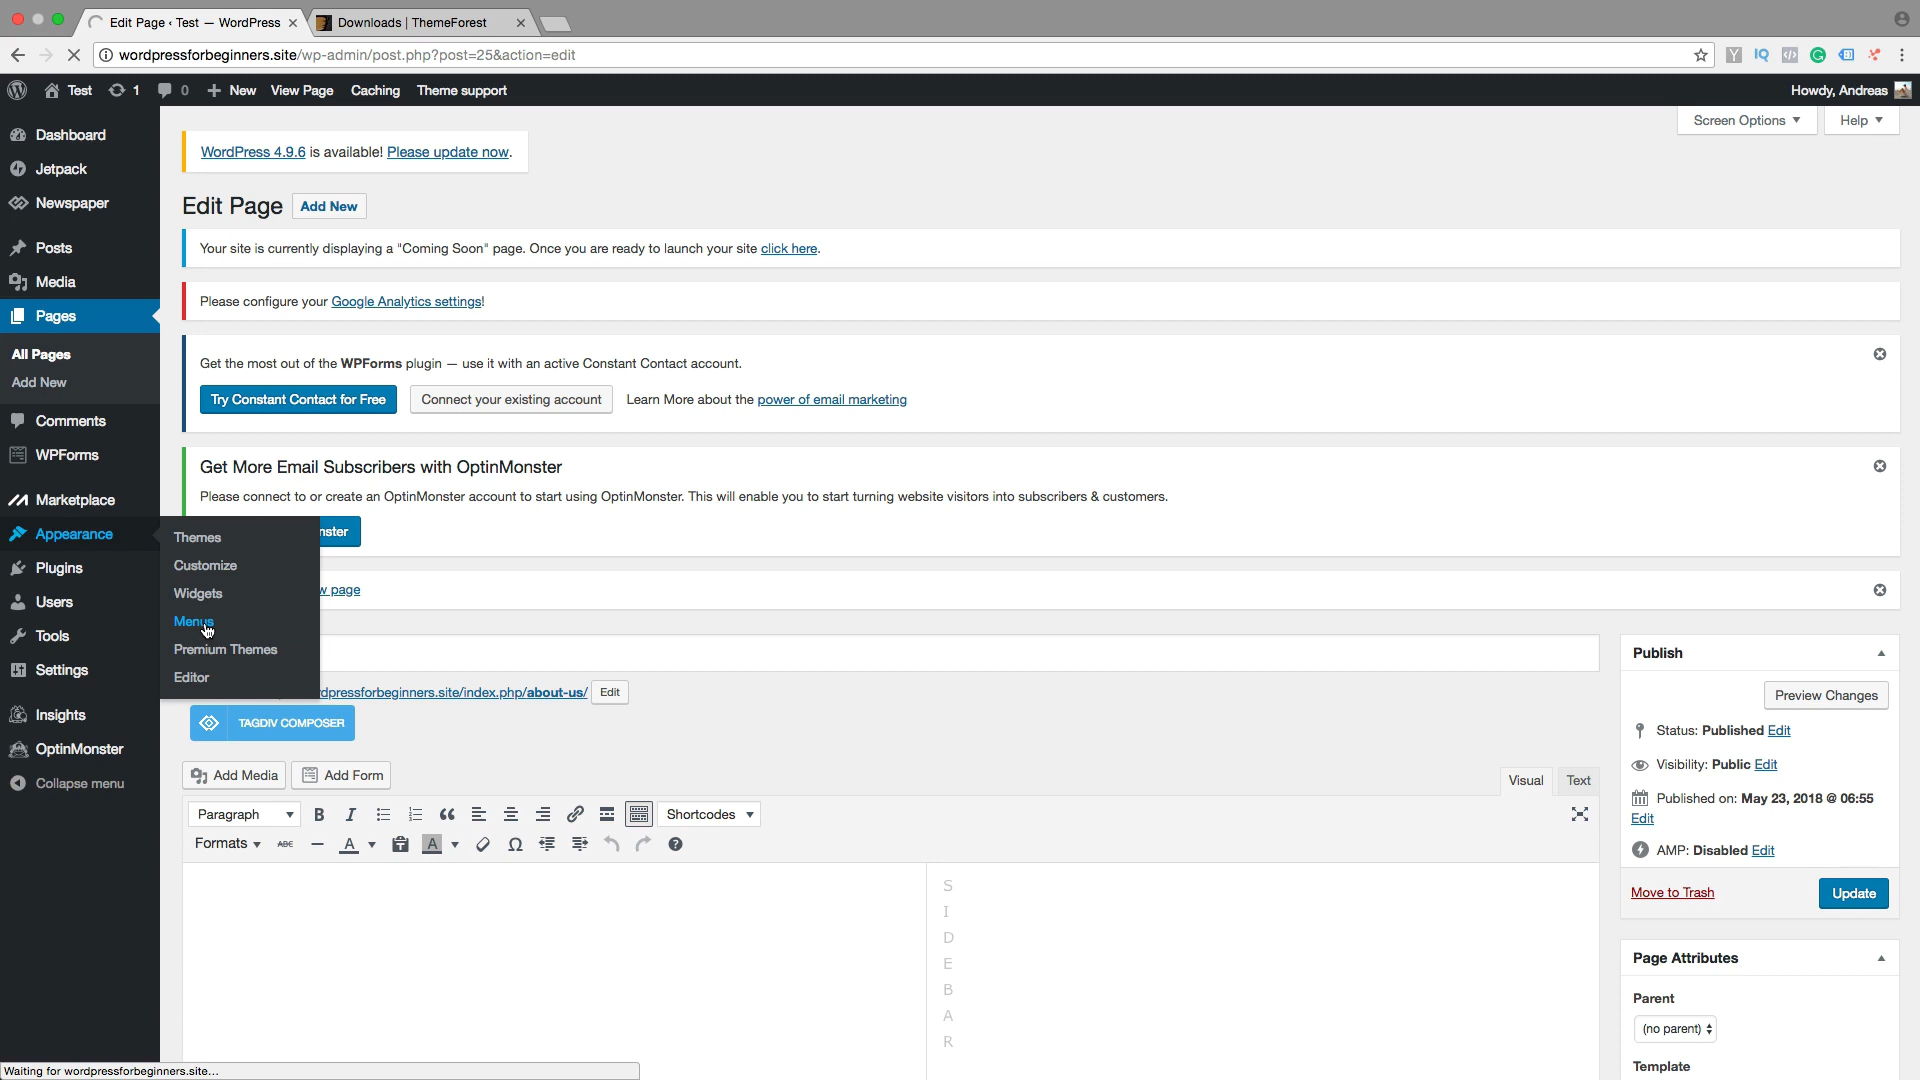 Edit Page ‹ Test — WordPress
Downloads | ThemeForest
wordpressforbeginners.site/wp-admin/post.php?post=25&action=edit
Test 1 0 New View Page Caching Theme support Howdy, Andreas
Screen Options Help
Dashboard
Jetpack
Newspaper
Posts
Media
Pages
All Pages
Add New
Comments
WPForms
Marketplace
Appearance
Plugins
Users
Tools
Settings
Insights
OptinMonster
Collapse menu
Themes
Customize
Widgets
Menus
Premium Themes
Editor
WordPress 4.9.6 is available! Please update now.
Edit Page Add New
Your site is currently displaying a "Coming Soon" page. Once you are ready to launch your site click here.
Please configure your Google Analytics settings!
Get the most out of the WPForms plugin — use it with an active Constant Contact account.
Try Constant Contact for Free Connect your existing account Learn More about the power of email marketing
Get More Email Subscribers with OptinMonster
Please connect to or create an OptinMonster account to start using OptinMonster. This will enable you to start turning website visitors into subscribers & customers.
nster
w page
dpressforbeginners.site/index.php/about-us/ Edit
TAGDIV COMPOSER
Add Media Add Form
Visual Text
Paragraph B I Shortcodes
Formats ABC A A Ω
S
I
D
E
B
A
R
Publish
Preview Changes
Status: Published Edit
Visibility: Public Edit
Published on: May 23, 2018 @ 06:55
Edit
AMP: Disabled Edit
Move to Trash Update
Page Attributes
Parent
(no parent)
Template
Waiting for wordpressforbeginners.site...